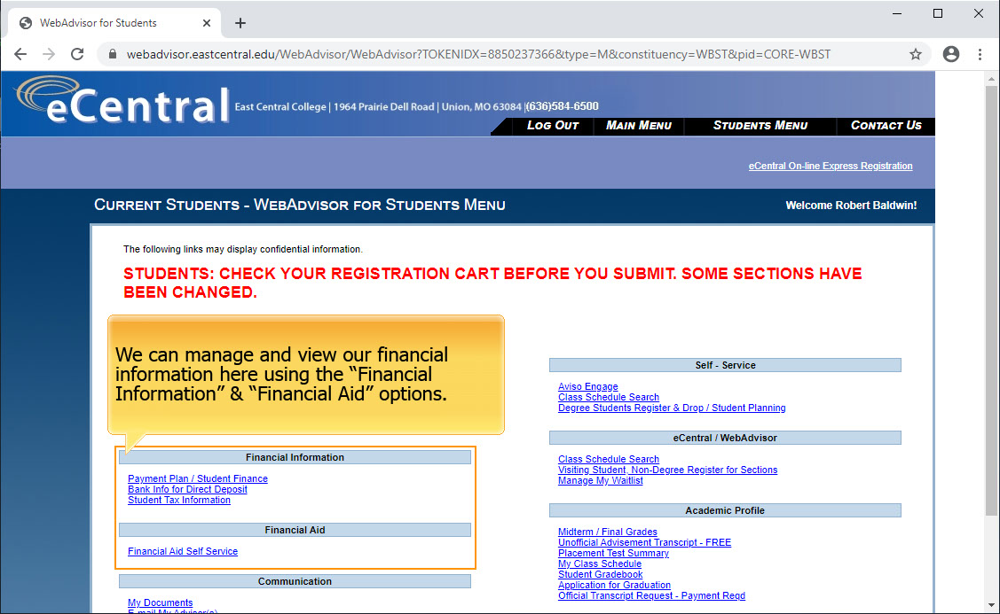 WebAdvisor for Students
webadvisor.eastcentral.edu/WebAdvisor/WebAdvisor?TOKENIDX=8850237366&type=M&constituency=WBST&pid=CORE-WBST
eCentral East Central College | 1964 Prairie Dell Road | Union, MO 63084 |(636)584-6500
LOG OUT MAIN MENU STUDENTS MENU CONTACT US
eCentral On-line Express Registration
CURRENT STUDENTS - WEBADVISOR FOR STUDENTS MENU
Welcome Robert Baldwin!
The following links may display confidential information.
STUDENTS: CHECK YOUR REGISTRATION CART BEFORE YOU SUBMIT. SOME SECTIONS HAVE
BEEN CHANGED.
We can manage and view our financial
information here using the “Financial
Information” & “Financial Aid” options.
Financial Information
Payment Plan / Student Finance
Bank Info for Direct Deposit
Student Tax Information
Financial Aid
Financial Aid Self Service
Communication
My Documents
E-mail My Advisor(s)
Self - Service
Aviso Engage
Class Schedule Search
Degree Students Register & Drop / Student Planning
eCentral / WebAdvisor
Class Schedule Search
Visiting Student, Non-Degree Register for Sections
Manage My Waitlist
Academic Profile
Midterm / Final Grades
Unofficial Advisement Transcript - FREE
Placement Test Summary
My Class Schedule
Student Gradebook
Application for Graduation
Official Transcript Request - Payment Reqd